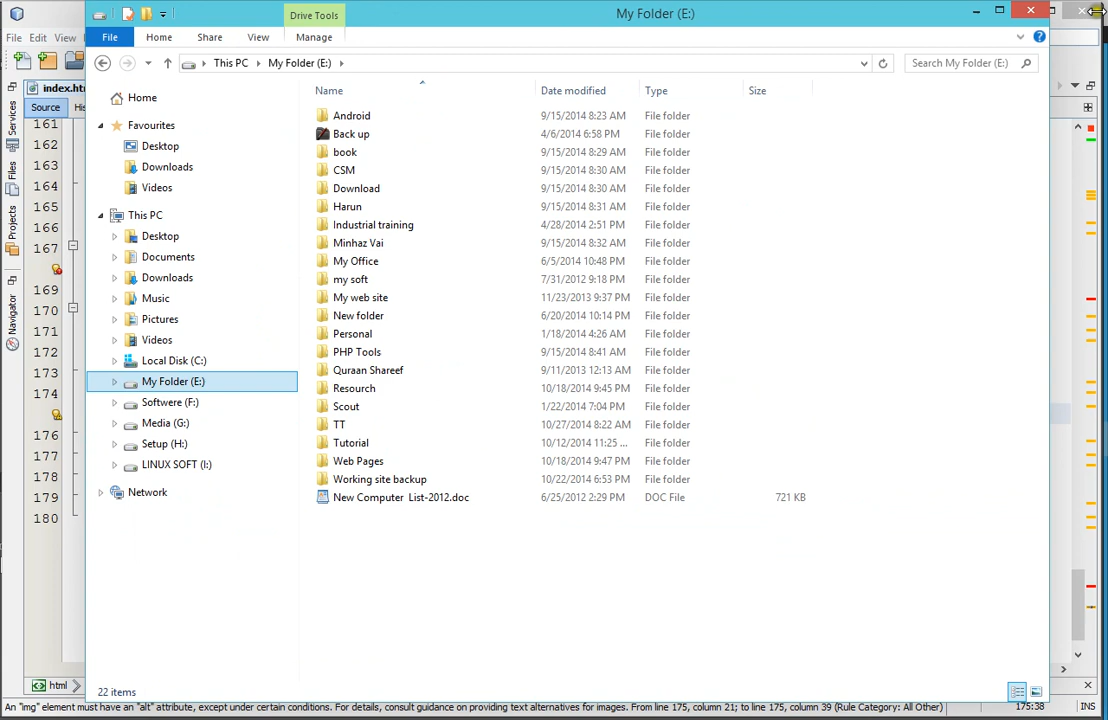 Drive Tools
My Folder (E:)
File Edit View
File Home Share View Manage
This PC My Folder (E:)
Search My Folder (E:)
index.ht
Source His
Services
Files
Projects
Navigator
161
162
163
164
165
166
167
169
170
171
172
173
174
176
177
178
179
180
Home
Favourites
Desktop
Downloads
Videos
This PC
Desktop
Documents
Downloads
Music
Pictures
Videos
Local Disk (C:)
My Folder (E:)
Softwere (F:)
Media (G:)
Setup (H:)
LINUX SOFT (I:)
Network
Name Date modified Type Size
Android 9/15/2014 8:23 AM File folder
Back up 4/6/2014 6:58 PM File folder
book 9/15/2014 8:29 AM File folder
CSM 9/15/2014 8:30 AM File folder
Download 9/15/2014 8:30 AM File folder
Harun 9/15/2014 8:31 AM File folder
Industrial training 4/28/2014 2:51 PM File folder
Minhaz Vai 9/15/2014 8:32 AM File folder
My Office 6/5/2014 10:48 PM File folder
my soft 7/31/2012 9:18 PM File folder
My web site 11/23/2013 9:37 PM File folder
New folder 6/20/2014 10:14 PM File folder
Personal 1/18/2014 4:26 AM File folder
PHP Tools 9/15/2014 8:41 AM File folder
Quraan Shareef 9/11/2013 12:13 AM File folder
Resourch 10/18/2014 9:45 PM File folder
Scout 1/22/2014 7:04 PM File folder
TT 10/27/2014 8:22 AM File folder
Tutorial 10/12/2014 11:25 ... File folder
Web Pages 10/18/2014 9:47 PM File folder
Working site backup 10/22/2014 6:53 PM File folder
New Computer List-2012.doc 6/25/2012 2:29 PM DOC File 721 KB
22 items
html
An "img" element must have an "alt" attribute, except under certain conditions. For details, consult guidance on providing text alternatives for images. From line 175, column 21; to line 175, column 39 (Rule Category: All Other)
175:38 INS